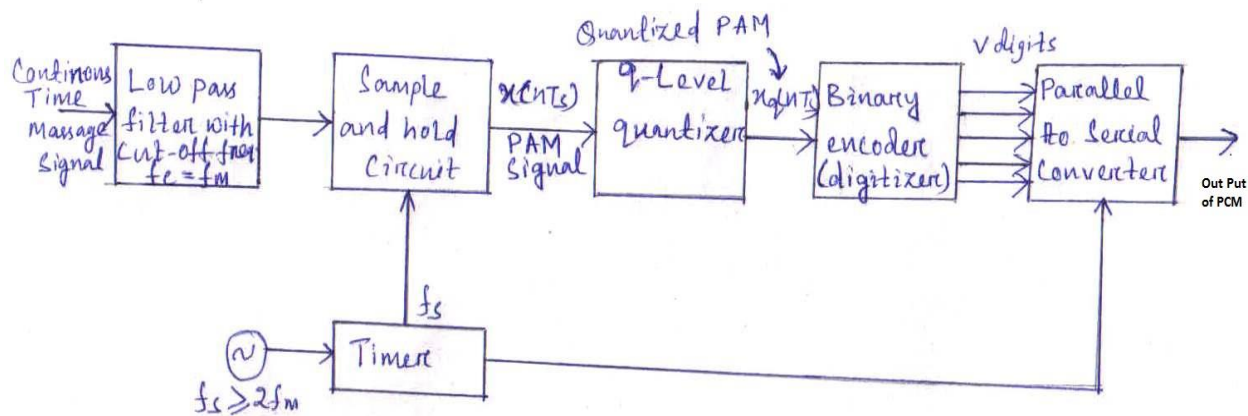 Continous
Time
Massage
Signal
Low pass
filter with
Cut-off freq
fc = fm
Sample
and hold
Circuit
x(nTs)
PAM
Signal
q-Level
quantizer
Quantized PAM
xq(nTs)
Binary
encoder
(digitizer)
V digits
Parallel
to Serial
Converter
Out Put
of PCM
fs
Timer
fs ≥ 2fm